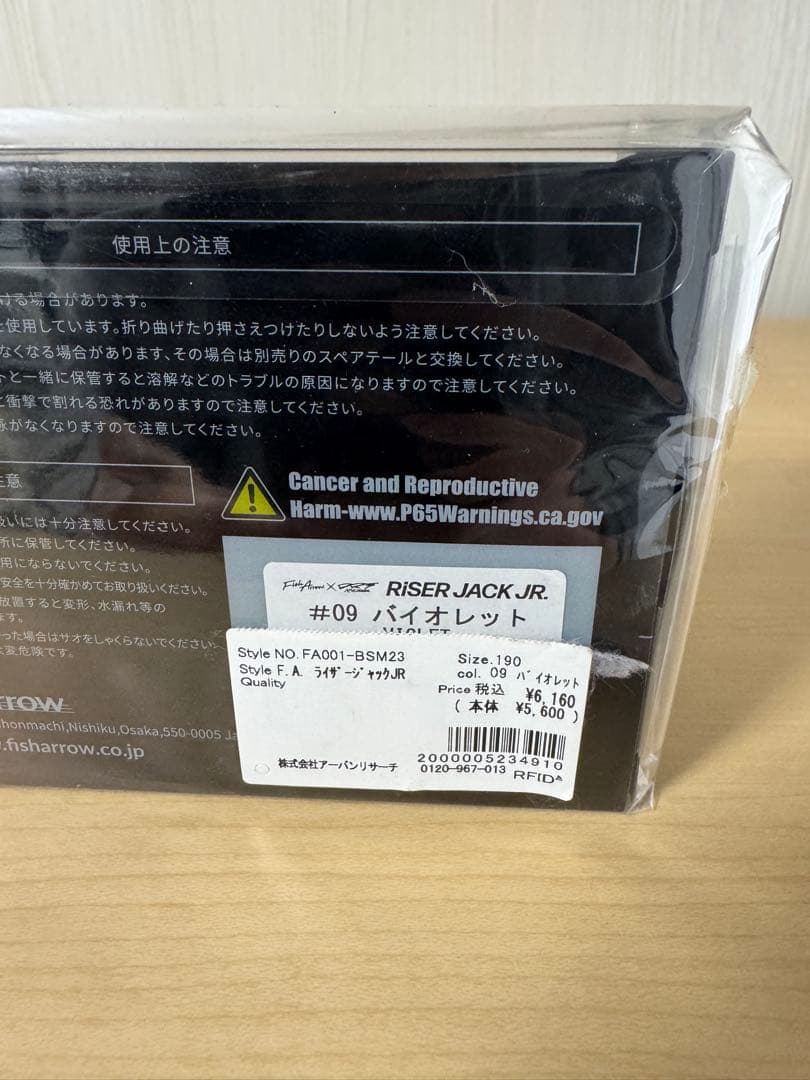 使用上の注意
ける場合があります。
使用しています。折り曲げたり押さえつけたりしないよう注意してください。
なくなる場合があります、その場合は別売りのスペアテールと交換してください。
と一緒に保管すると溶解などのトラブルの原因になりますので注意してください。
衝撃で割れる恐れがありますので注意してください。
がなくなりますので注意してください。
注意
扱いには十分注意してください。
所に保管してください。
用にならないでください。
安全を十分確かめてお取り扱いください。
放置すると変形、水漏れ等の
ます。
った場合はサオをしゃくらないでください
変危険です。
Cancer and Reproductive
Harm-www.P65Warnings.ca.gov
Fish Arrow × DRT RiSER JACK JR.
#09 バイオレット
VIOLET
Style NO. FA001-BSM23
Size.190
Style F.A. ライザージャックJR
col. 09 バイオレット
Quality
Price 税込 ¥6,160
( 本体 ¥5,600 )
2000005234910
株式会社アーバンリサーチ
0120-967-013
RFID
RROW
honmachi,Nishiku,Osaka,550-0005 Ja
.fisharrow.co.jp